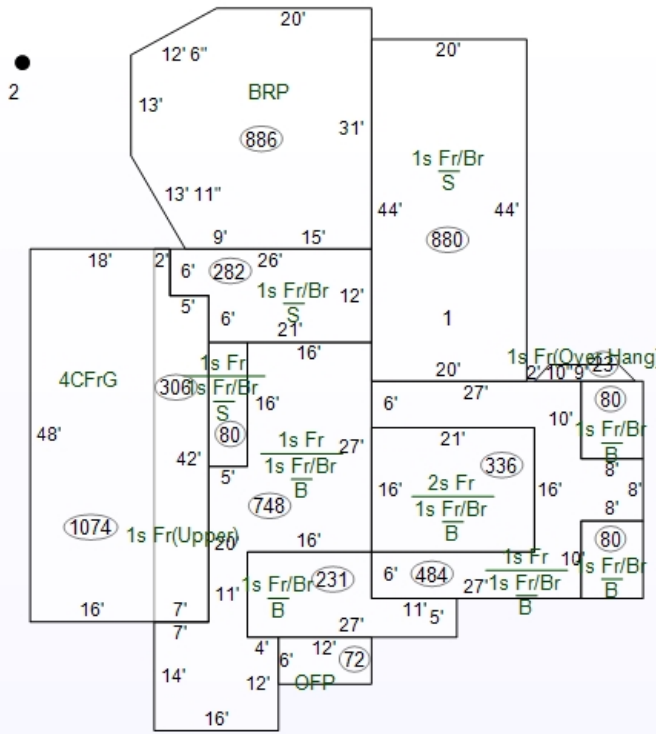 20'
12' 6"
20'
2
BRP
13'
886
31'
1s Fr/Br
S
13' 11"
44'
44'
880
9'
15'
18'
2'
6'
282
26'
1s Fr/Br
S
12'
5'
6'
21'
1
16'
1s Fr
1s Fr/Br
S
1s Fr(Over Hang)
23
20'
2'
10"
9'
4CFrG
306
80
16'
27'
6'
10'
80
1s Fr/Br
B
48'
42'
5'
1s Fr
1s Fr/Br
B
27'
21'
336
16'
2s Fr
1s Fr/Br
B
16'
8'
8'
8'
748
1074
1s Fr(Upper)
20'
16'
80
1s Fr/Br
B
10'
1s Fr
1s Fr/Br
B
1s Fr/Br
B
231
6'
484
27'
11'
11'
5'
16'
7'
7'
27'
4'
6'
12'
72
14'
12'
OFP
16'